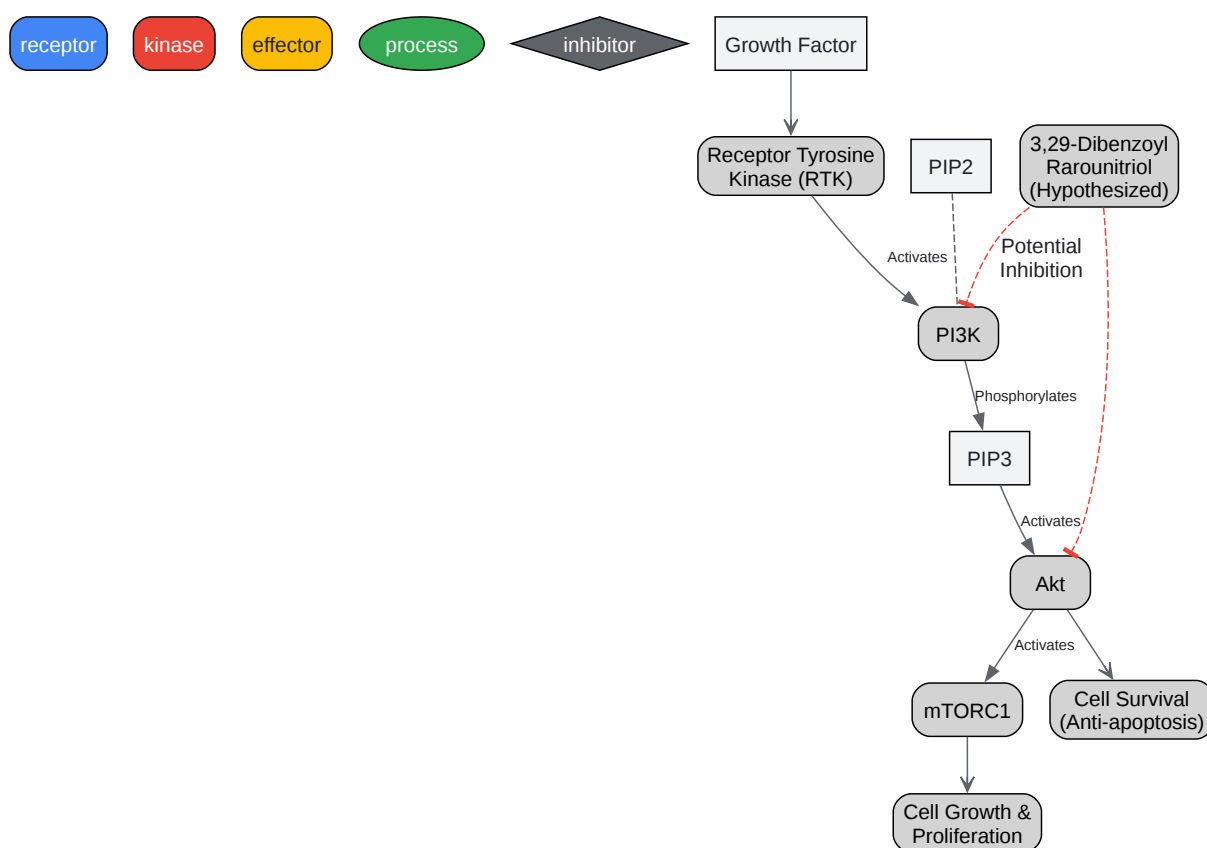 receptor
kinase
effector
process
inhibitor
Growth Factor
Receptor Tyrosine
Kinase (RTK)
PIP2
3,29-Dibenzoyl
Rarounitriol
(Hypothesized)
Activates
Potential
Inhibition
PI3K
Phosphorylates
PIP3
Activates
Akt
Activates
mTORC1
Cell Survival
(Anti-apoptosis)
Cell Growth &
Proliferation